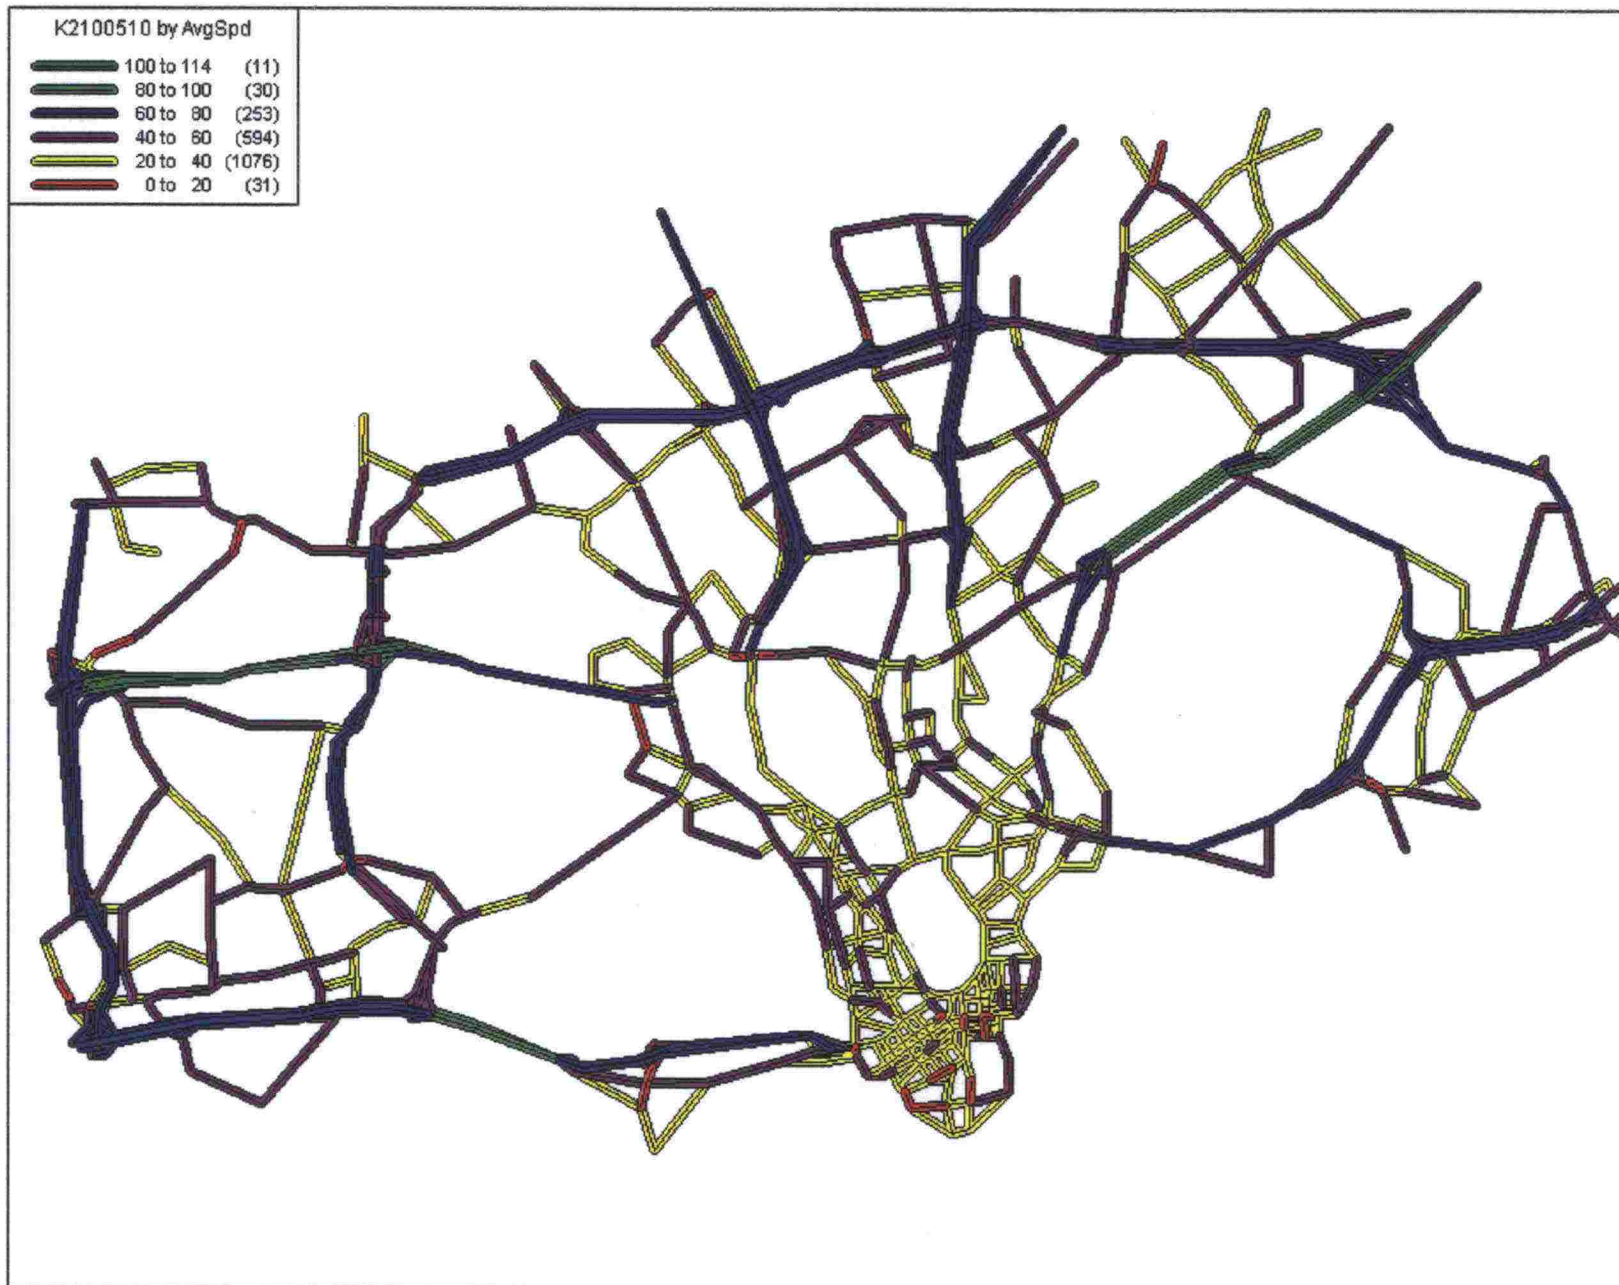 K2100510 by AvgSpd
100 to 114 (11)
80 to 100 (30)
60 to 80 (253)
40 to 60 (594)
20 to 40 (1076)
0 to 20 (31)